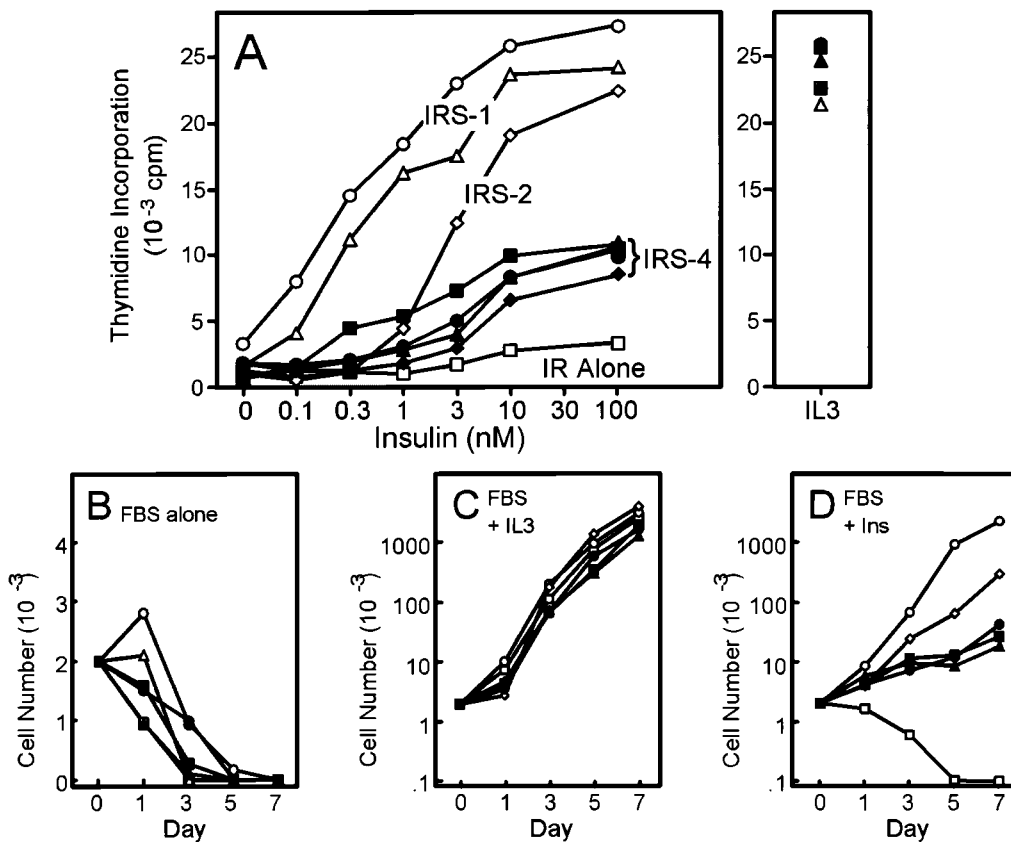 A
Thymidine Incorporation
(10⁻³ cpm)
25
20
15
10
5
0
IRS-1
IRS-2
IRS-4
IR Alone
0 0.1 0.3 1 3 10 30 100
Insulin (nM)
25
20
15
10
5
0
IL3
B FBS alone
Cell Number (10⁻³)
4
3
2
1
0
0 1 3 5 7
Day
C FBS
+ IL3
Cell Number (10⁻³)
1000
100
10
1
.1
0 1 3 5 7
Day
D FBS
+ Ins
Cell Number (10⁻³)
1000
100
10
1
.1
0 1 3 5 7
Day